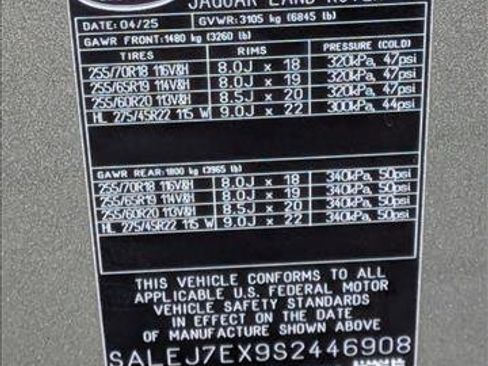 JAGUAR LAND ROVER
DATE: 04/25 GVWR: 3105 kg (6845 lb)
GAWR FRONT: 1480 kg (3260 lb)
TIRES RIMS PRESSURE (COLD)
255/70R18 116V&H 8.0J x 18 320kPa, 47psi
255/65R19 114V&H 8.0J x 19 320kPa, 47psi
255/60R20 113V&H 8.5J x 20 320kPa, 47psi
HL 275/45R22 115 W 9.0J x 22 300kPa, 44psi
GAWR REAR: 1800 kg (3965 lb)
255/70R18 116V&H 8.0J x 18 340kPa, 50psi
255/65R19 114V&H 8.0J x 19 340kPa, 50psi
255/60R20 113V&H 8.5J x 20 340kPa, 50psi
HL 275/45R22 115 W 9.0J x 22 340kPa, 50psi
THIS VEHICLE CONFORMS TO ALL
APPLICABLE U.S. FEDERAL MOTOR
VEHICLE SAFETY STANDARDS
IN EFFECT ON THE DATE
OF MANUFACTURE SHOWN ABOVE
SALEJ7EX9S2446908